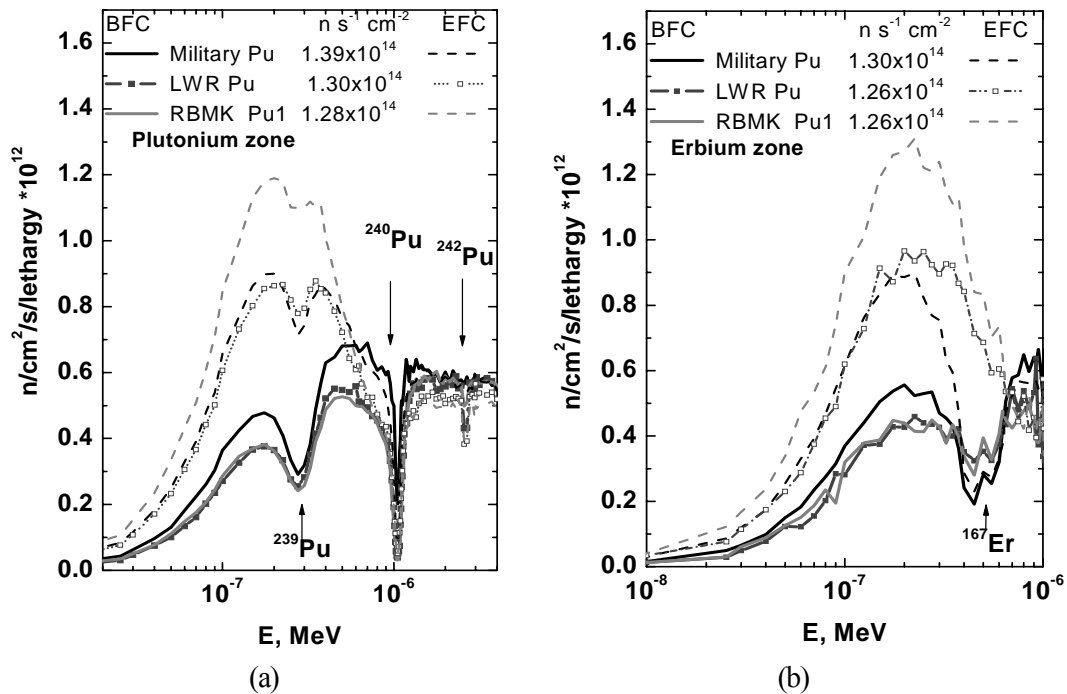 BFC n s⁻¹ cm⁻² EFC
Military Pu 1.39x10¹⁴
LWR Pu 1.30x10¹⁴
RBMK Pu1 1.28x10¹⁴
Plutonium zone
1.6
1.4
1.2
1.0
0.8
0.6
0.4
0.2
0.0
n/cm²/s/lethargy *10¹²
²⁴⁰Pu
²⁴²Pu
²³⁹Pu
10⁻⁷ 10⁻⁶
E, MeV
(a)
BFC n s⁻¹ cm⁻² EFC
Military Pu 1.30x10¹⁴
LWR Pu 1.26x10¹⁴
RBMK Pu1 1.26x10¹⁴
Erbium zone
1.6
1.4
1.2
1.0
0.8
0.6
0.4
0.2
0.0
n/cm²/s/lethargy *10¹²
¹⁶⁷Er
10⁻⁸ 10⁻⁷ 10⁻⁶
E, MeV
(b)